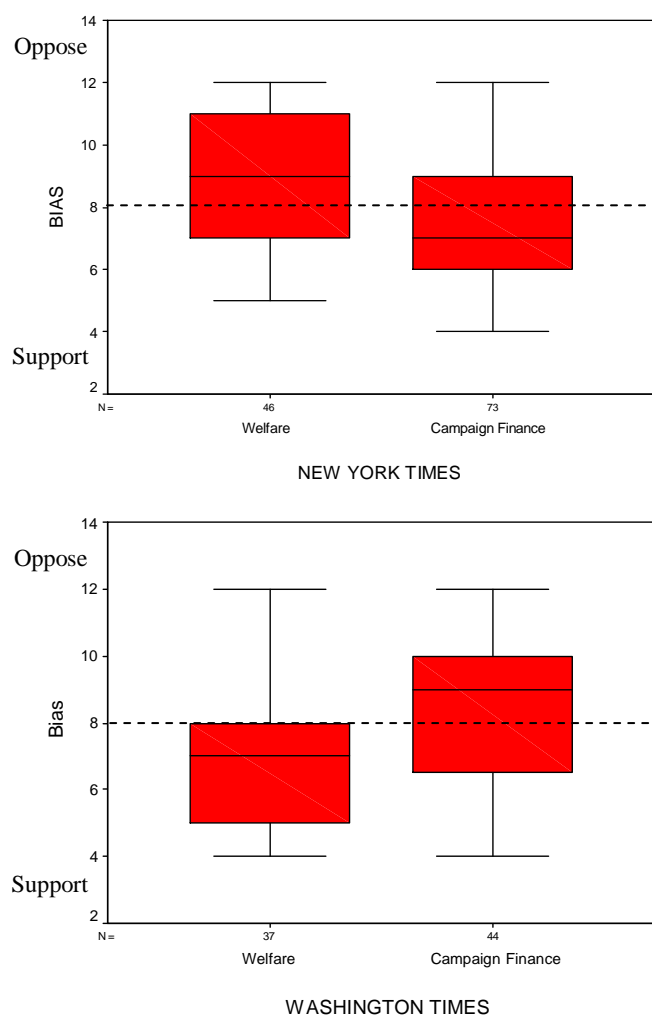 14
Oppose
12
10
BIAS
8
6
4
Support
2
N =
46
73
Welfare
Campaign Finance
NEW YORK TIMES
14
Oppose
12
10
Bias
8
6
4
Support
2
N =
37
44
Welfare
Campaign Finance
WASHINGTON TIMES